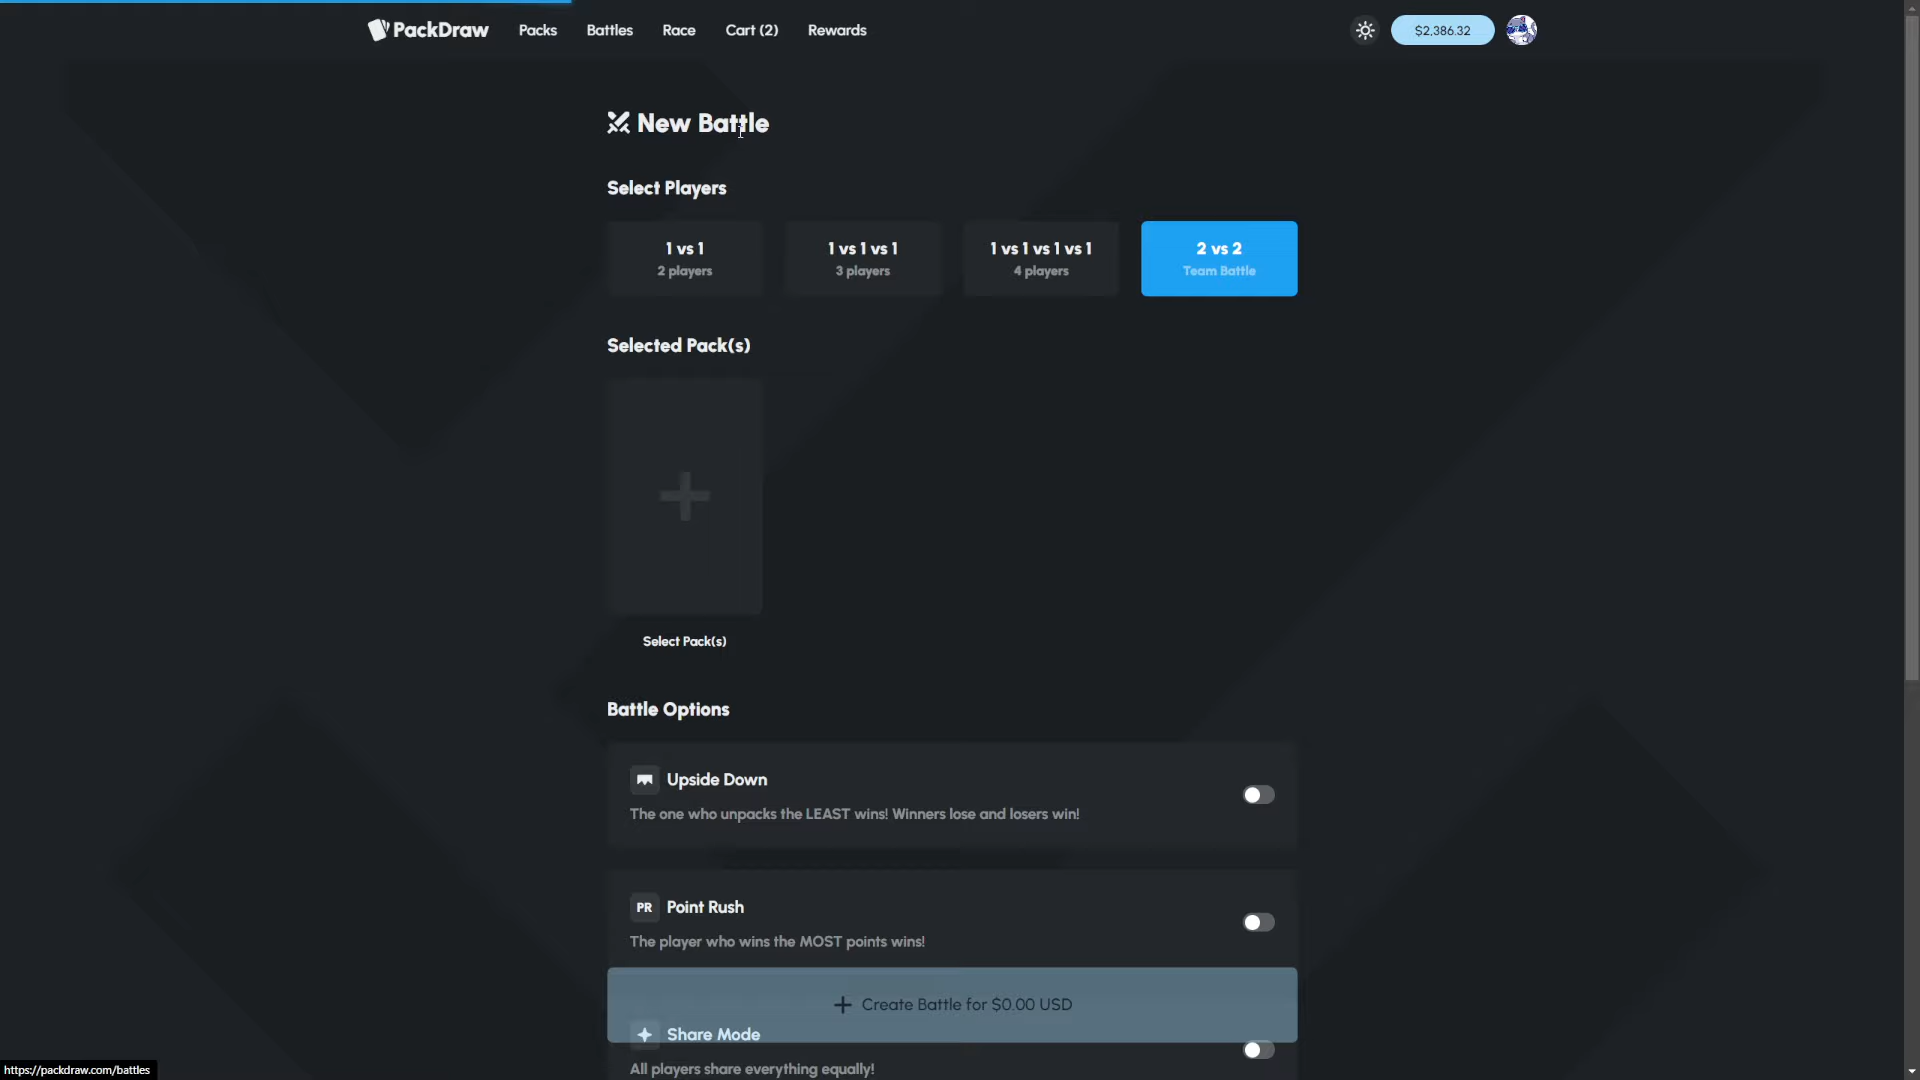 PackDraw
Packs
Battles
Race
Cart (2)
Rewards
$2,386.32
New Battle
Select Players
1 vs 1
2 players
1 vs 1 vs 1
3 players
1 vs 1 vs 1 vs 1
4 players
2 vs 2
Team Battle
Selected Pack(s)
Select Pack(s)
Battle Options
Upside Down
The one who unpacks the LEAST wins! Winners lose and losers win!
PR
Point Rush
The player who wins the MOST points wins!
Create Battle for $0.00 USD
Share Mode
All players share everything equally!
https://packdraw.com/battles